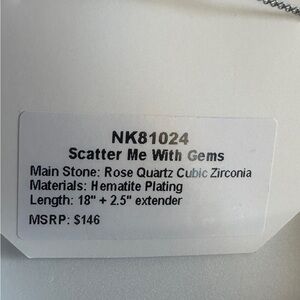 NK81024
Scatter Me With Gems
Main Stone: Rose Quartz Cubic Zirconia
Materials: Hematite Plating
Length: 18" + 2.5" extender
MSRP: $146